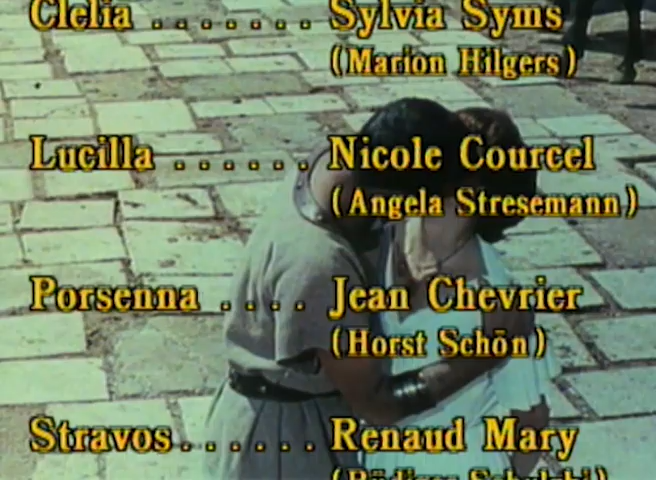 Clelia . . . . . . . Sylvia Syms
(Marion Hilgers)
Lucilla . . . . . . Nicole Courcel
(Angela Stresemann)
Porsenna . . . . Jean Chevrier
(Horst Schön)
Stravos . . . . . . Renaud Mary